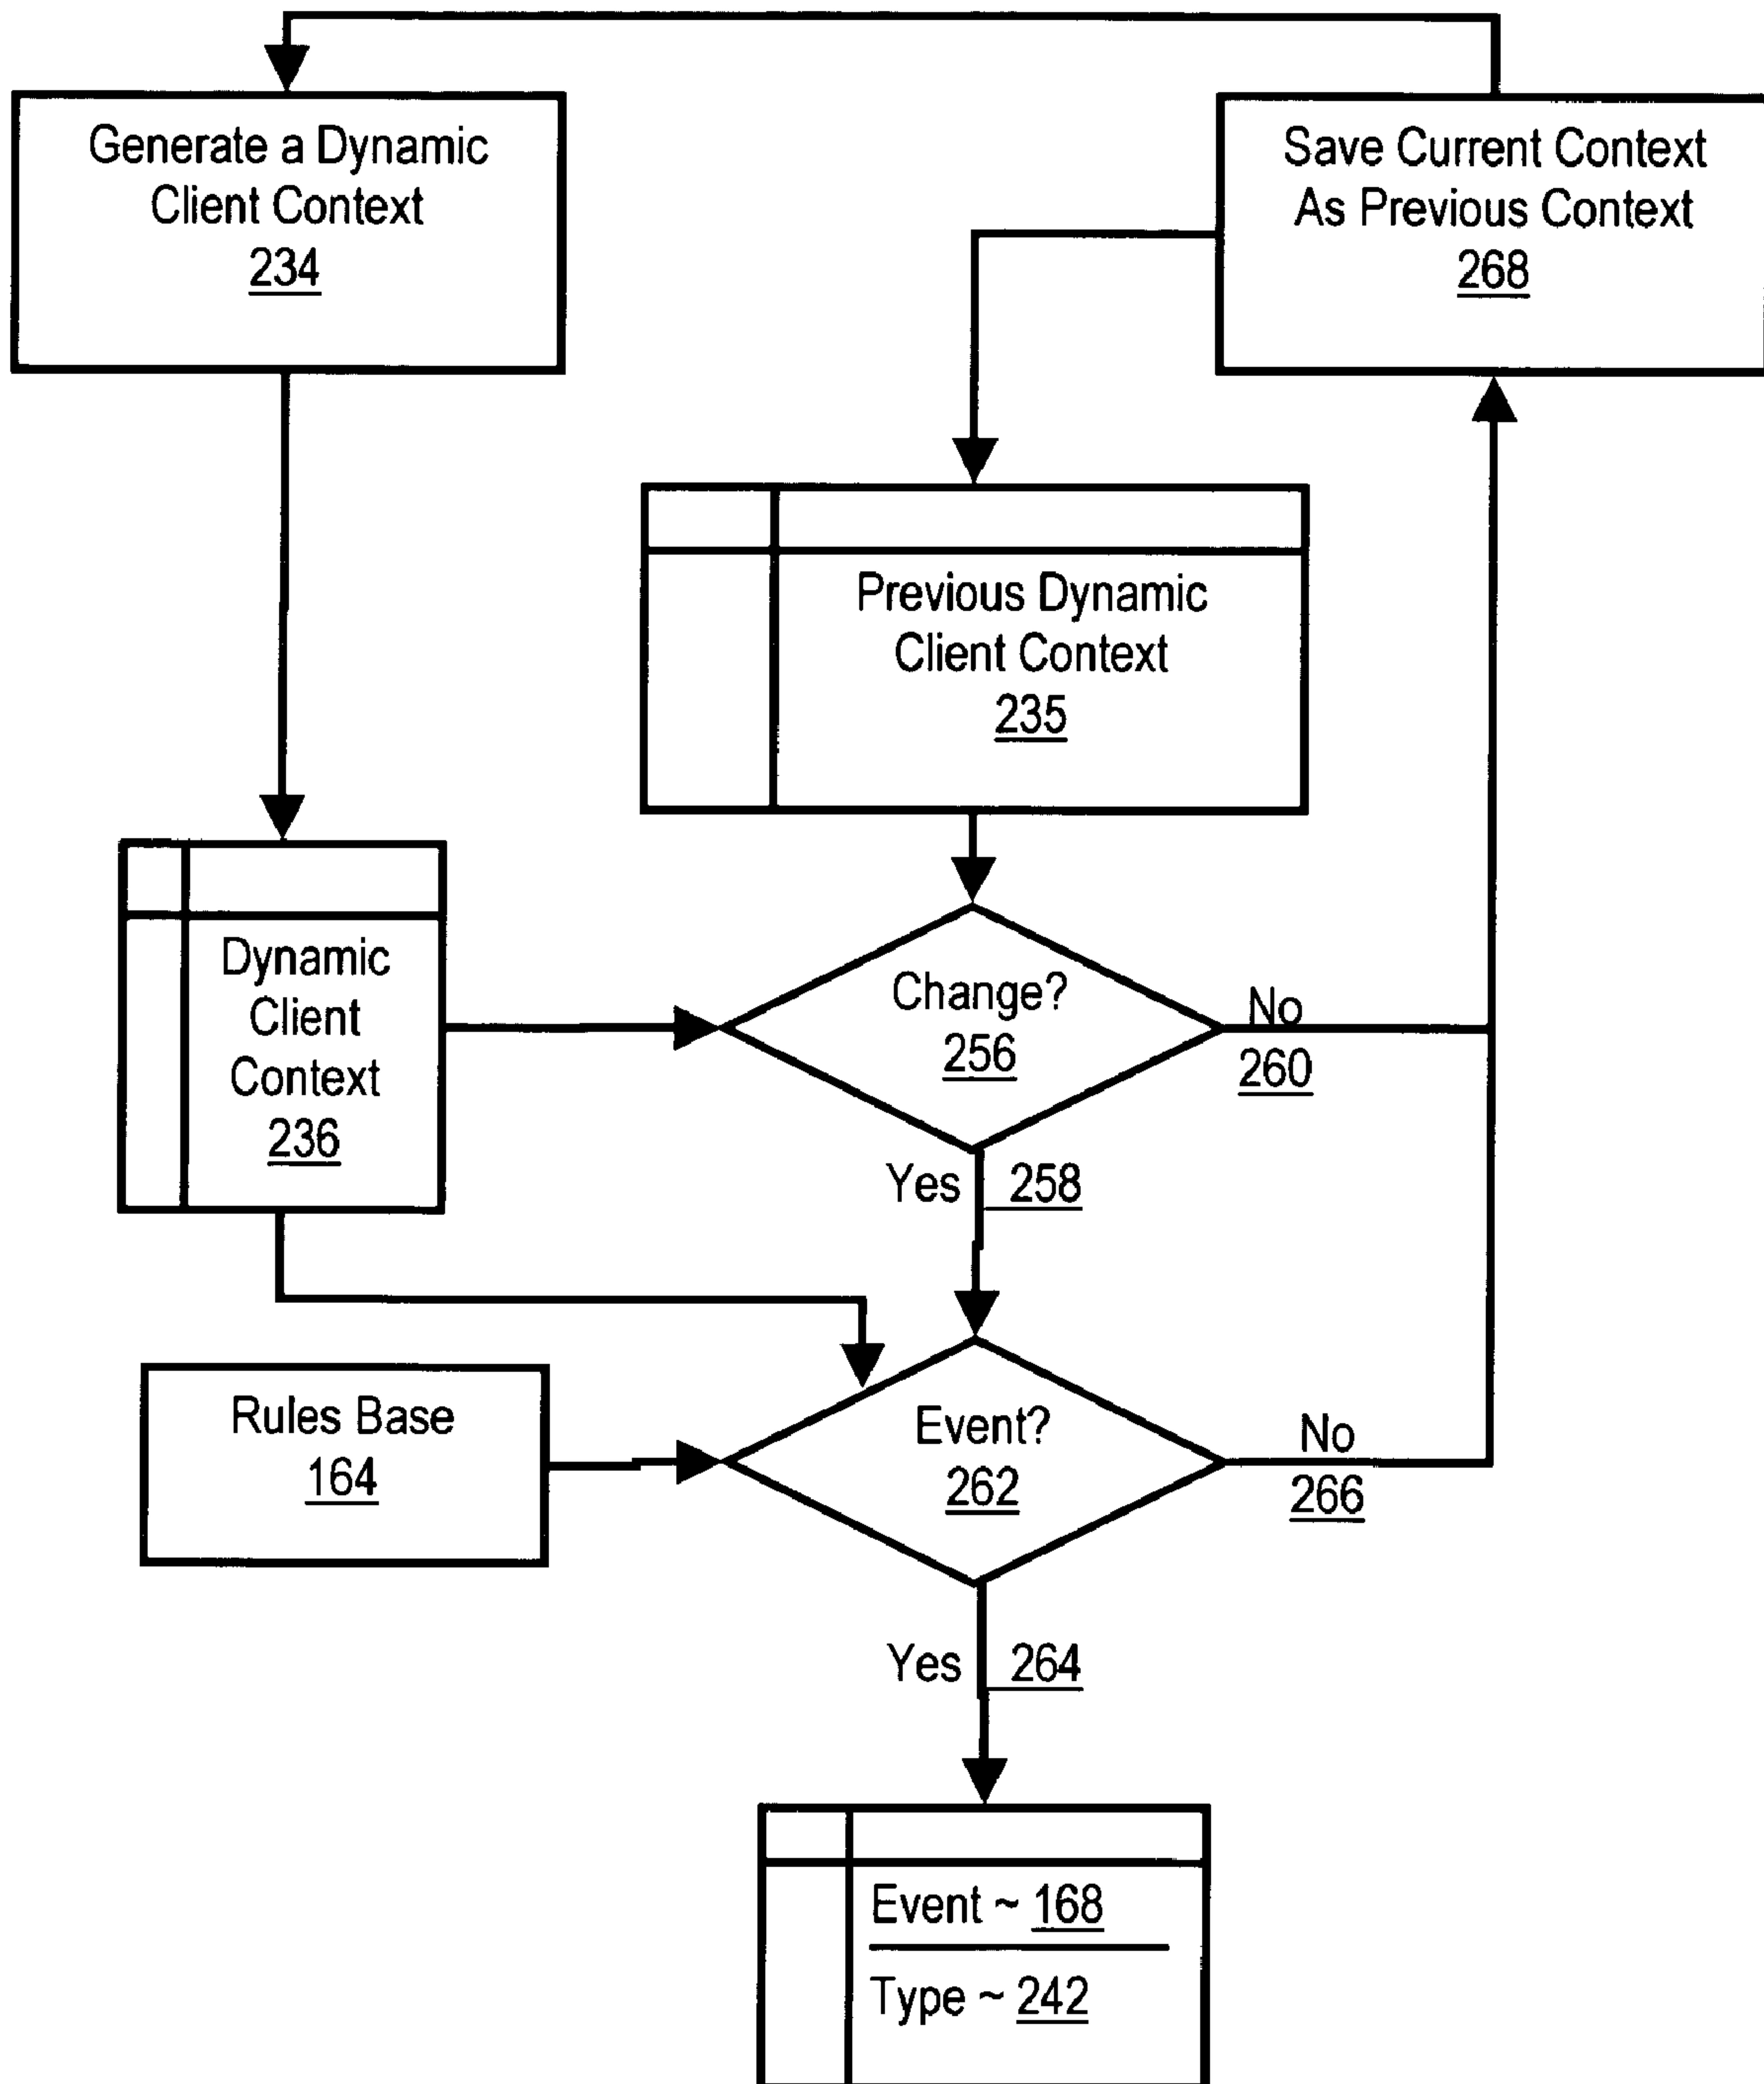 Generate a Dynamic
Client Context
234
Save Current Context
As Previous Context
268
Previous Dynamic
Client Context
235
Dynamic
Client
Context
236
Change?
256
No
260
Yes 258
Rules Base
164
Event?
262
No
266
Yes 264
Event ~ 168
Type ~ 242